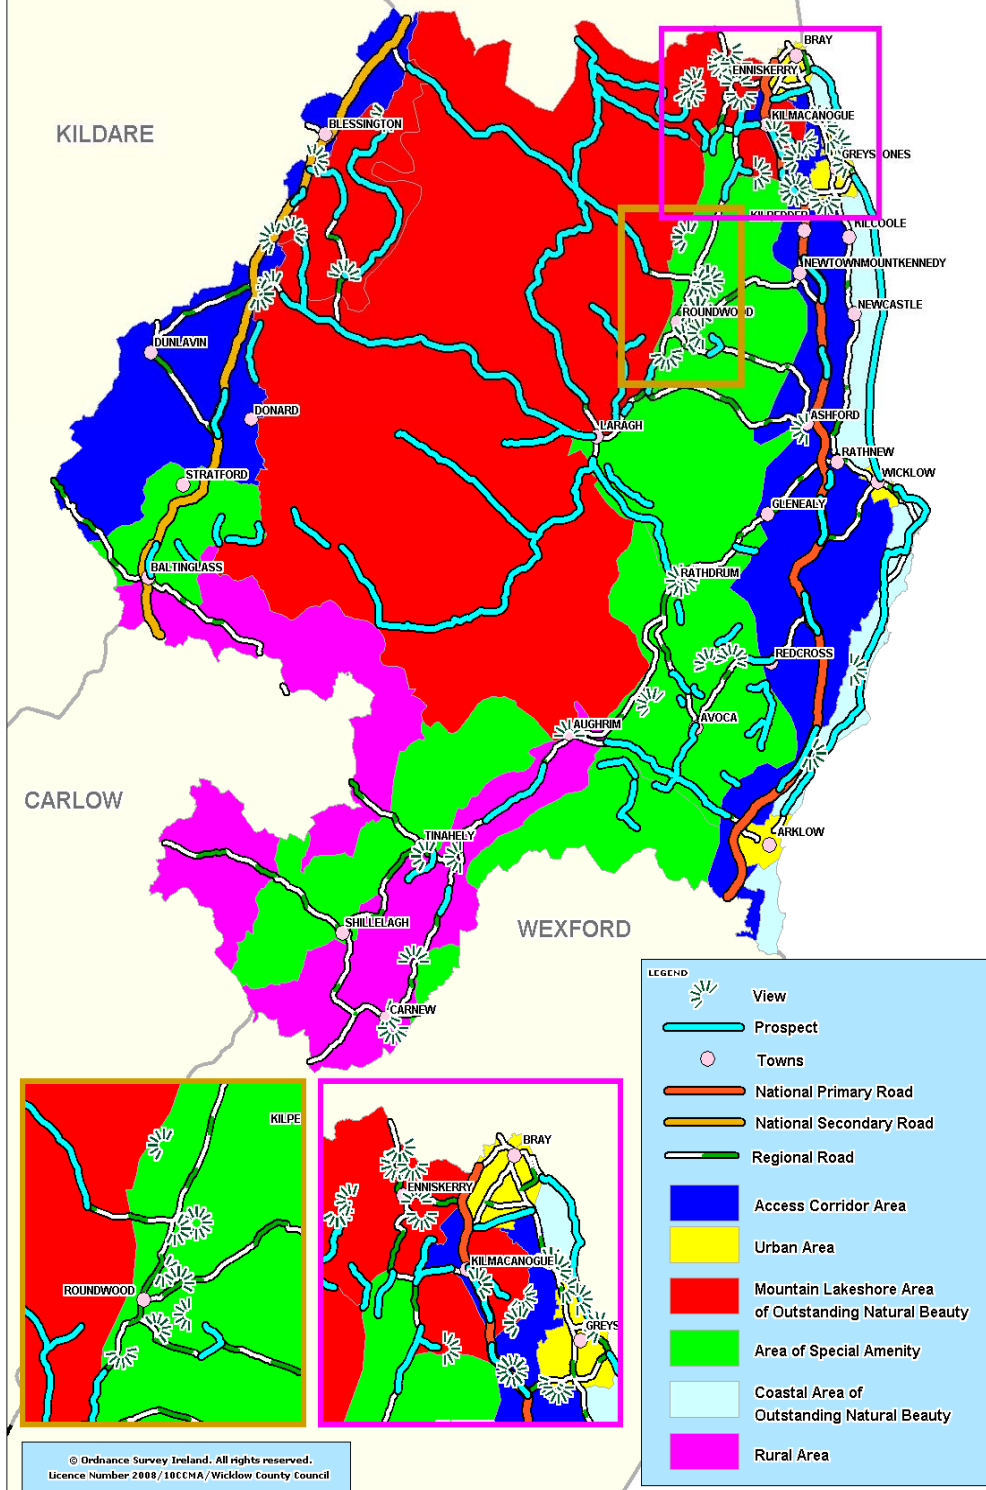 BRAY
ENNISKERRY
KILDARE
BLESSINGTON
KILMACANOGUE
GREYSTONES
KILPEDDER
KILCOOLE
NEWTOWNMOUNTKENNEDY
NEWCASTLE
ROUNDWOOD
DUNLAVIN
DONARD
ASHFORD
LARAGH
RATHNEW
STRATFORD
WICKLOW
GLENEALY
BALTINGLASS
RATHDRUM
REDCROSS
AVOCA
AUGHRIM
CARLOW
TINAHELY
ARKLOW
SHILLELAGH
WEXFORD
CARNEW
LEGEND
View
Prospect
Towns
National Primary Road
National Secondary Road
Regional Road
Access Corridor Area
Urban Area
Mountain Lakeshore Area
of Outstanding Natural Beauty
Area of Special Amenity
Coastal Area of
Outstanding Natural Beauty
Rural Area
KILPE
ROUNDWOOD
BRAY
ENNISKERRY
KILMACANOGUE
GREYS
© Ordnance Survey Ireland. All rights reserved.
Licence Number 2008/10CCMA/Wicklow County Council